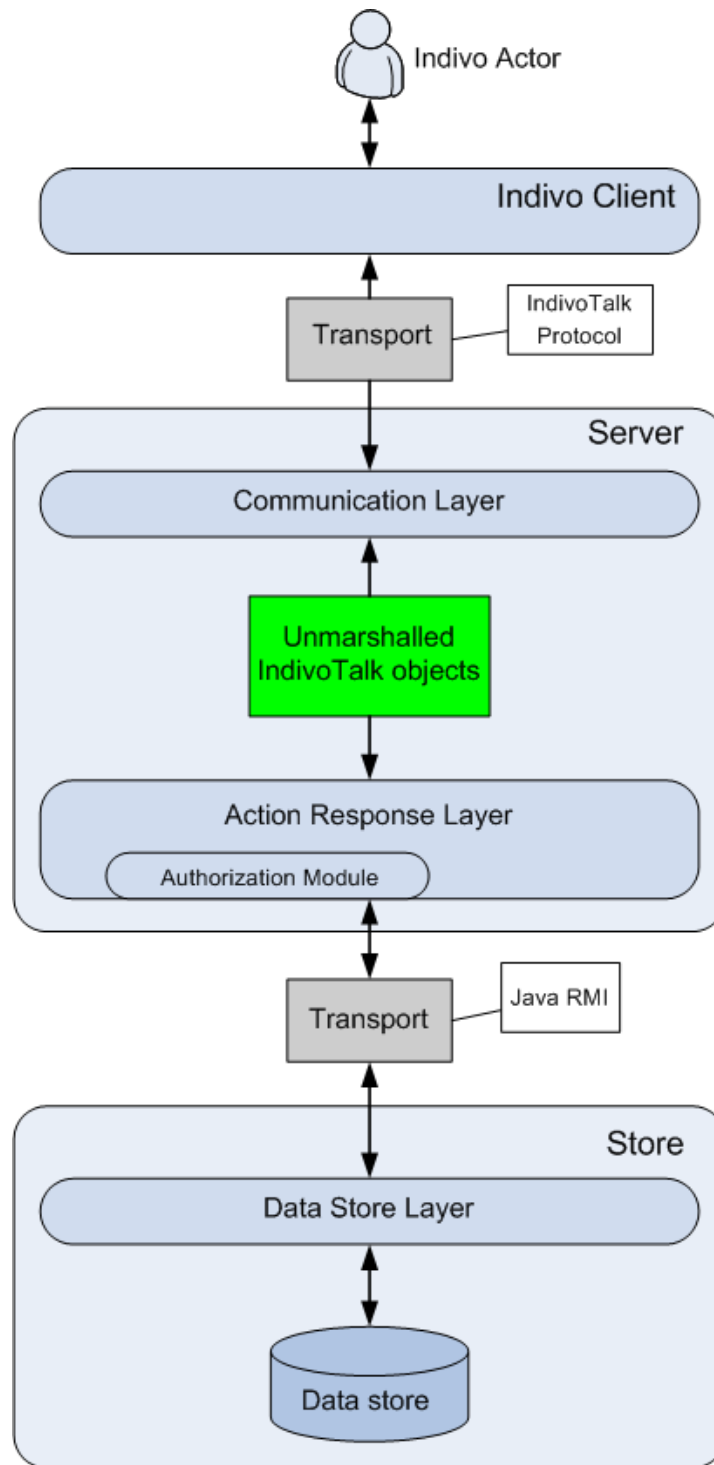 Indivo Actor
Indivo Client
Transport
IndivoTalk
Protocol
Server
Communication Layer
Unmarshalled
IndivoTalk objects
Action Response Layer
Authorization Module
Transport
Java RMI
Store
Data Store Layer
Data store